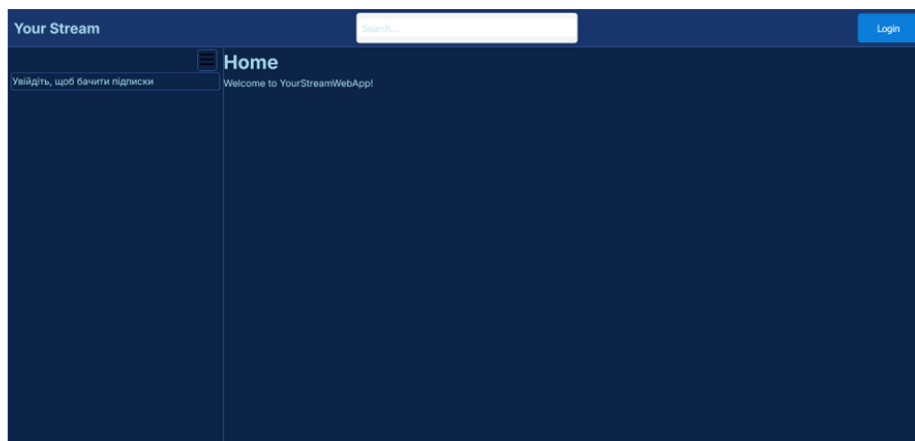 Your Stream
Search...
Login
Увійдіть, щоб бачити підписки
Home
Welcome to YourStreamWebApp!